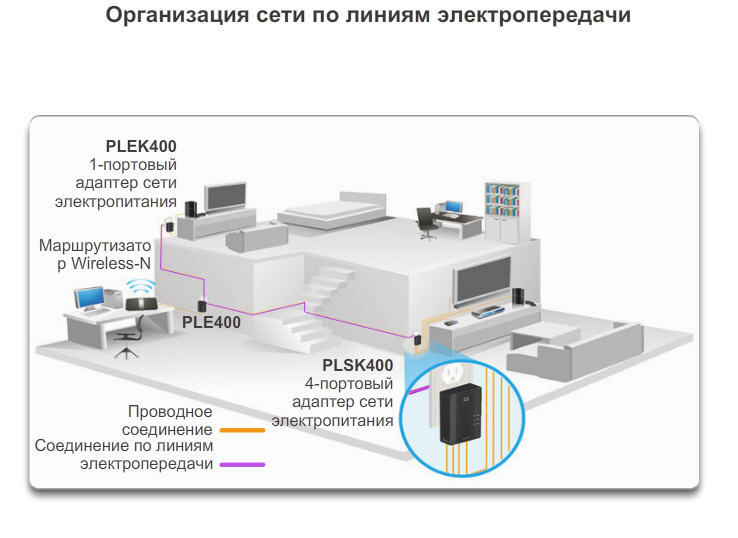 Организация сети по линиям электропередачи
PLEK400
1-портовый
адаптер сети
электропитания
Маршрутизато
р Wireless-N
PLE400
PLSK400
4-портовый
адаптер сети
электропитания
Проводное
соединение
Соединение по линиям
электропередачи